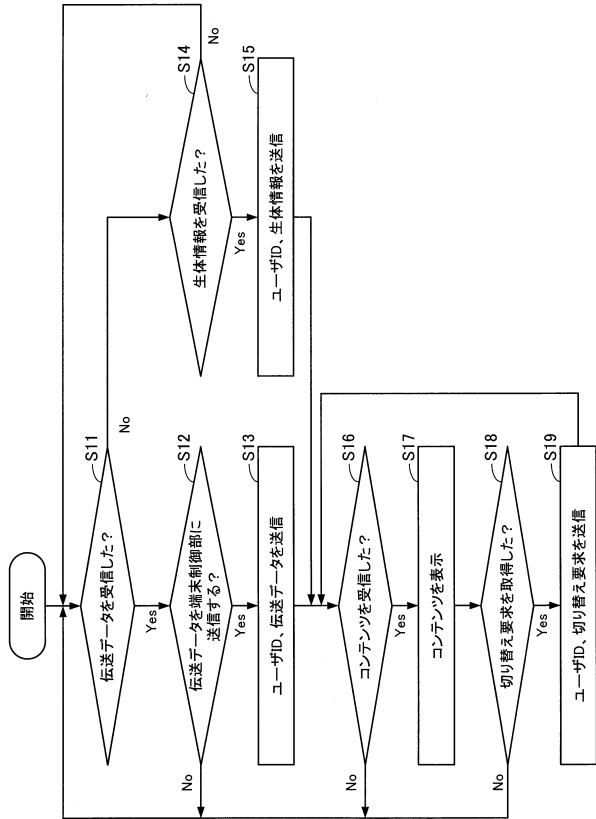 開始
S11
伝送データを受信した?
No
Yes
S12
伝送データを端末制御部に
送信する?
No
Yes
S13
ユーザID、伝送データを送信
S14
生体情報を受信した?
No
Yes
S15
ユーザID、生体情報を送信
S16
コンテンツを受信した?
No
Yes
S17
コンテンツを表示
S18
切り替え要求を取得した?
No
Yes
S19
ユーザID、切り替え要求を送信